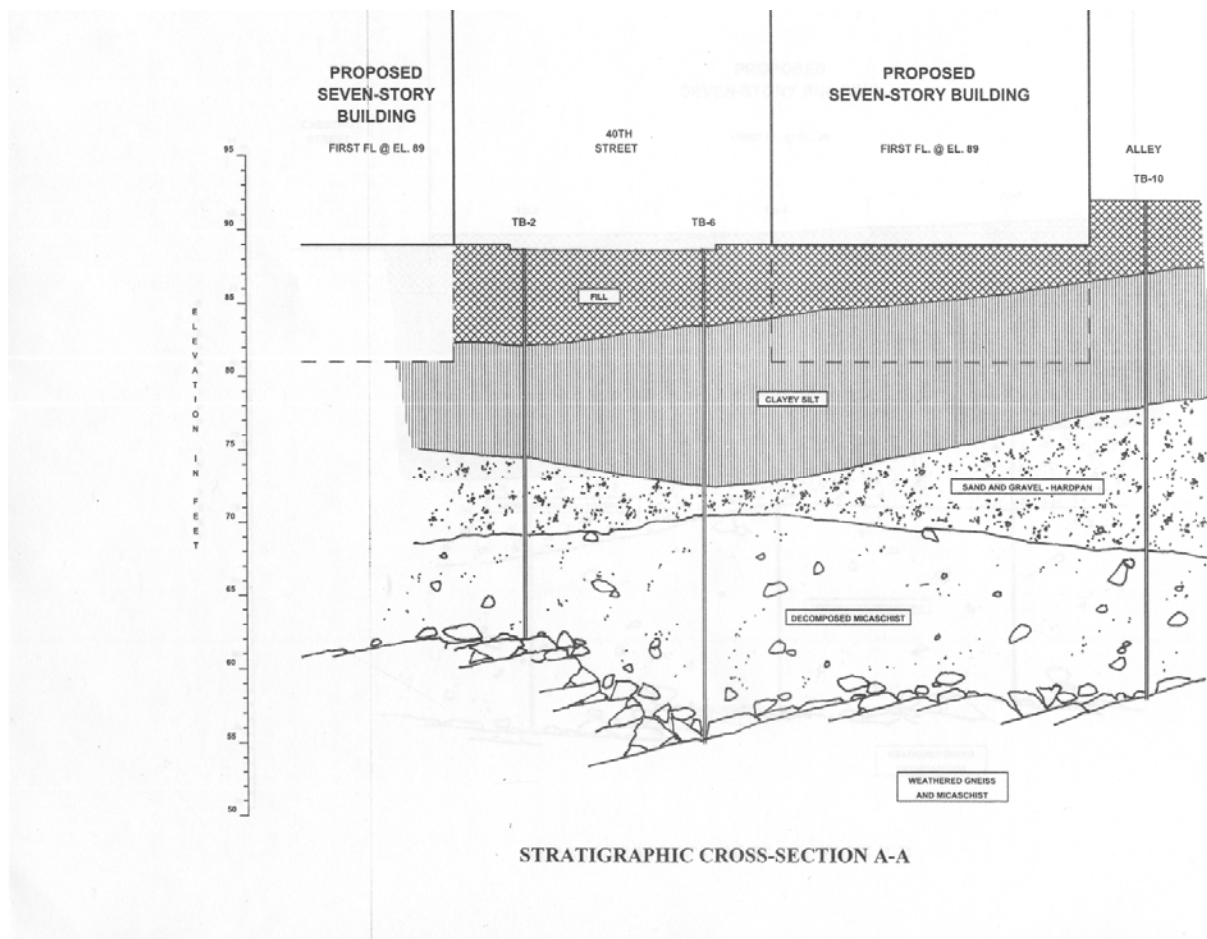 PROPOSED
SEVEN-STORY
BUILDING
FIRST FL @ EL. 89
40TH
STREET
PROPOSED
SEVEN-STORY BUILDING
FIRST FL. @ EL. 89
ALLEY
TB-10
TB-2
TB-6
95
90
85
80
75
70
65
60
55
50
ELEVATION IN FEET
FILL
CLAYEY SILT
SAND AND GRAVEL - HARDPAN
DECOMPOSED MICASCHIST
WEATHERED GNEISS
AND MICASCHIST
STRATIGRAPHIC CROSS-SECTION A-A